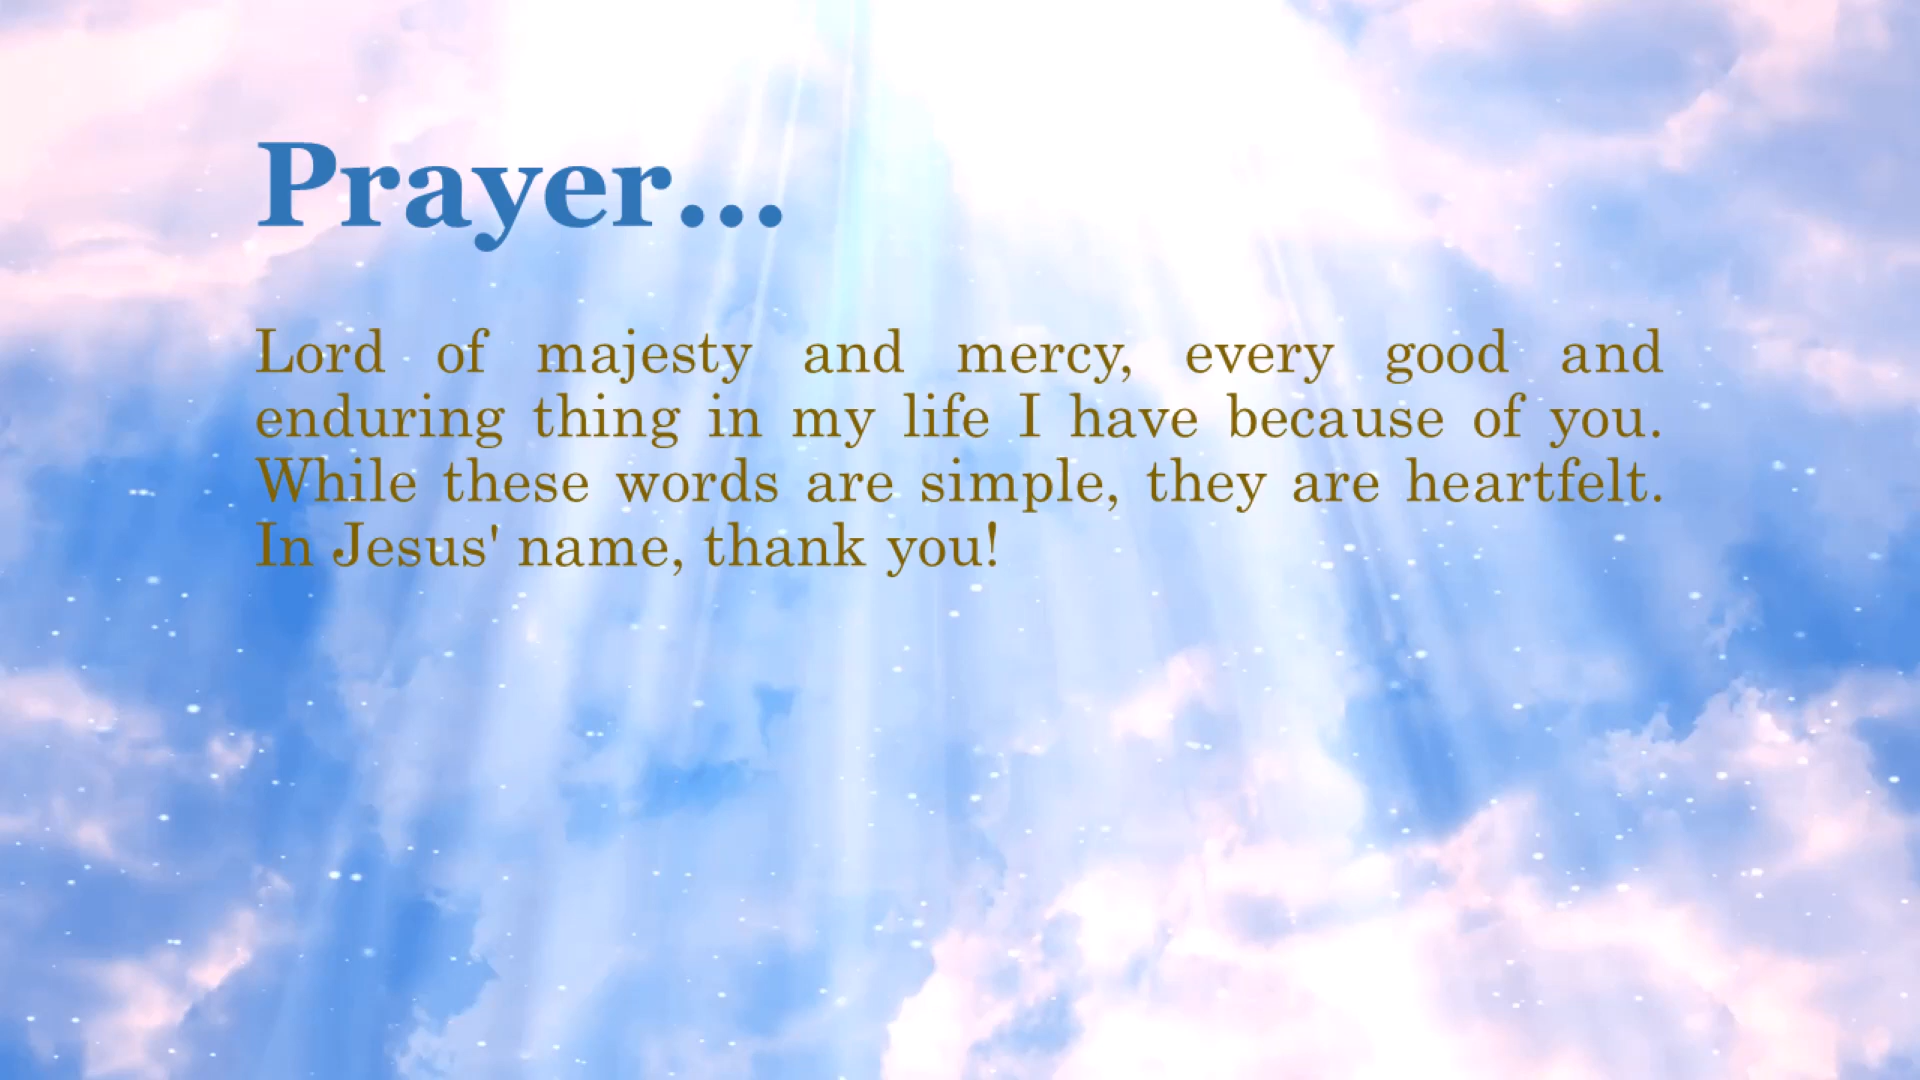 Prayer...
Lord of majesty and mercy, every good and
enduring thing in my life I have because of you.
While these words are simple, they are heartfelt.
In Jesus' name, thank you!